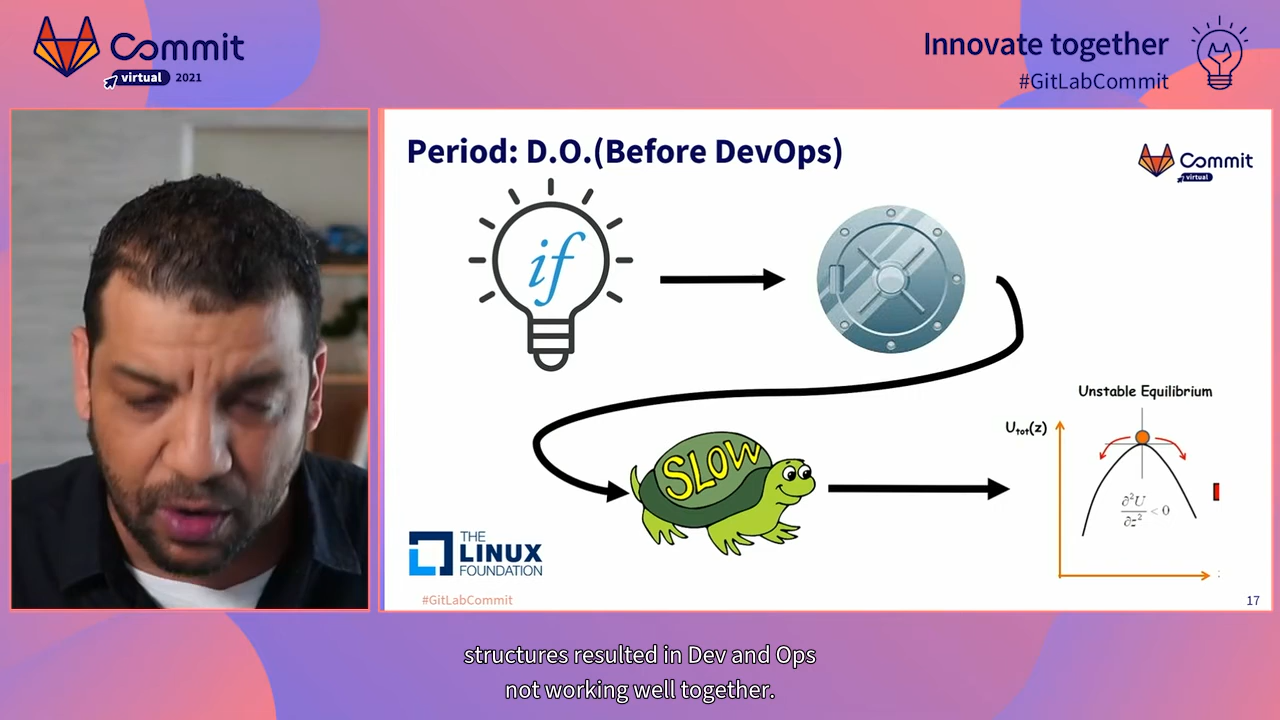 Commit
virtual 2021
Innovate together
#GitLabCommit
Period: D.O.(Before DevOps)
Commit
virtual
if
Unstable Equilibrium
Utot(z)
SLOW
∂²U
∂z² < 0
THE
LINUX
FOUNDATION
#GitLabCommit
17
structures resulted in Dev and Ops
not working well together.